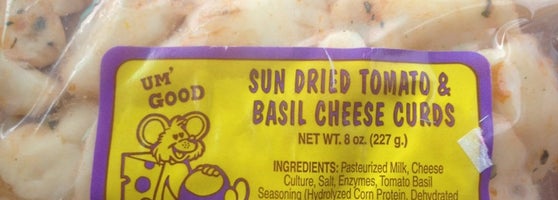 UM'
GOOD
SUN DRIED TOMATO &
BASIL CHEESE CURDS
NET WT. 8 oz. (227 g.)
INGREDIENTS: Pasteurized Milk, Cheese
Culture, Salt, Enzymes, Tomato Basil
Seasoning (Hydrolyzed Corn Protein, Dehydrated